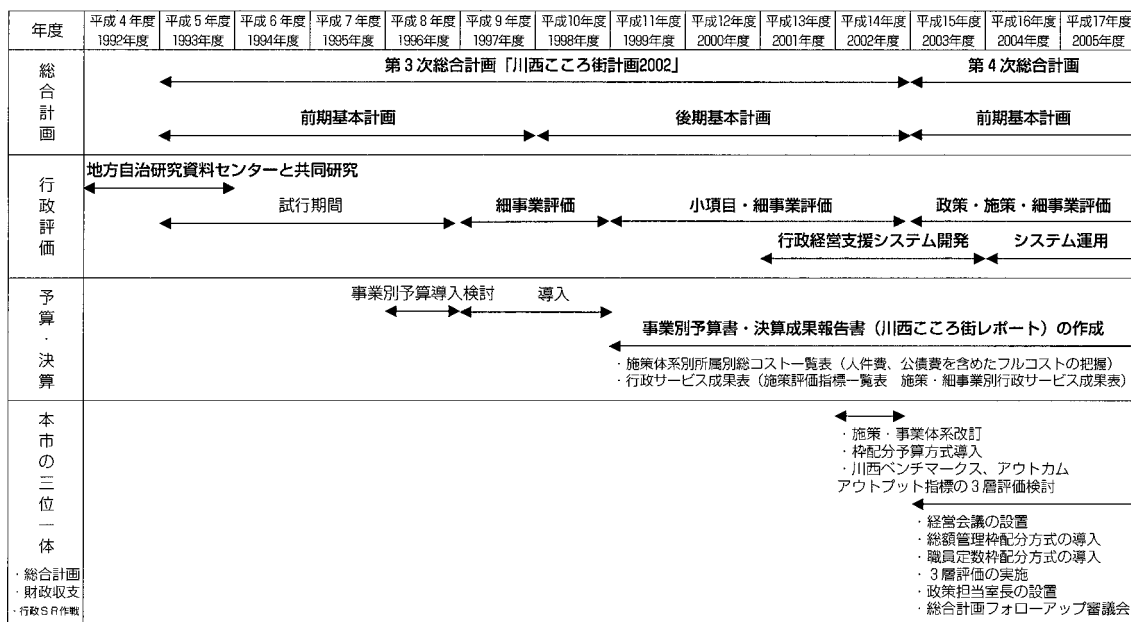 年度
平成4年度 平成5年度 平成6年度 平成7年度 平成8年度 平成9年度 平成10年度 平成11年度 平成12年度 平成13年度 平成14年度 平成15年度 平成16年度 平成17年度
1992年度 1993年度 1994年度 1995年度 1996年度 1997年度 1998年度 1999年度 2000年度 2001年度 2002年度 2003年度 2004年度 2005年度
総合計画
第3次総合計画「川西こころ街計画2002」 第4次総合計画
前期基本計画 後期基本計画 前期基本計画
行政評価
地方自治研究資料センターと共同研究
試行期間 細事業評価 小項目・細事業評価 政策・施策・細事業評価
行政経営支援システム開発 システム運用
予算・決算
事業別予算導入検討 導入
事業別予算書・決算成果報告書（川西こころ街レポート）の作成
・施策体系別所属別総コスト一覧表（人件費、公債費を含めたフルコストの把握）
・行政サービス成果表（施策評価指標一覧表 施策・細事業別行政サービス成果表）
本市の三位一体
・総合計画
・財政収支
・行政SR作戦
・施策・事業体系改訂
・枠配分予算方式導入
・川西ベンチマークス、アウトカム
アウトプット指標の3層評価検討
・経営会議の設置
・総額管理枠配分方式の導入
・職員定数枠配分方式の導入
・3層評価の実施
・政策担当室長の設置
・総合計画フォローアップ審議会